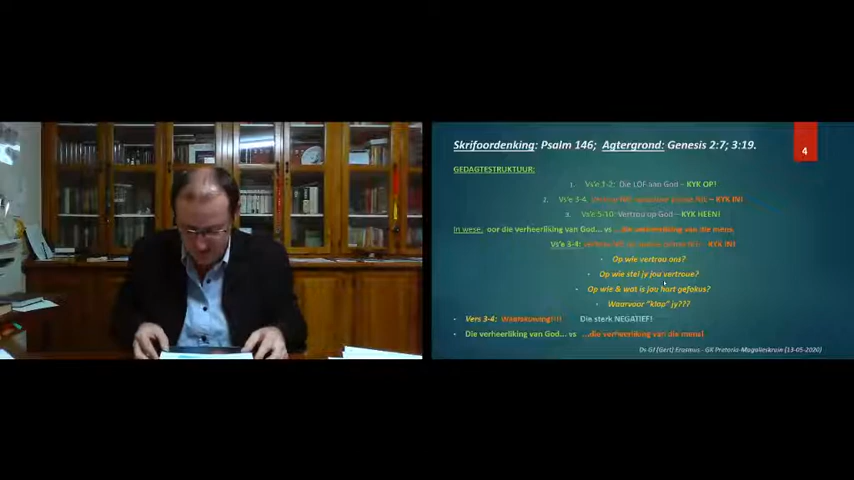 Skrifoordenking: Psalm 146; Agtergrond: Genesis 2:7; 3:19.
4
GEDAGTESTRUKTUUR:
1. Vs'e 1-2: Die LOF aan God – KYK OP!
2. Vs'e 3-4: – KYK IN!
3. Vs'e 5-10: Vertrou op God – KYK HEEN!
In wese: oor die verheerliking van God... vs ...die verheerliking van die mens.
Vs'e 3-4: – KYK IN!
• Op wie vertrou ons?
• Op wie stel jy jou vertroue?
• Op wie & wat is jou hart gefokus?
• Waarvoor "klop" jy???
• Vers 3-4: Waarskuwing!!!! Die sterk NEGATIEF!
• Die verheerliking van God... vs ...die verheerliking van die mens!
Ds GJ (Gert) Erasmus - GK Pretoria-Magalieskruin (13-05-2020)